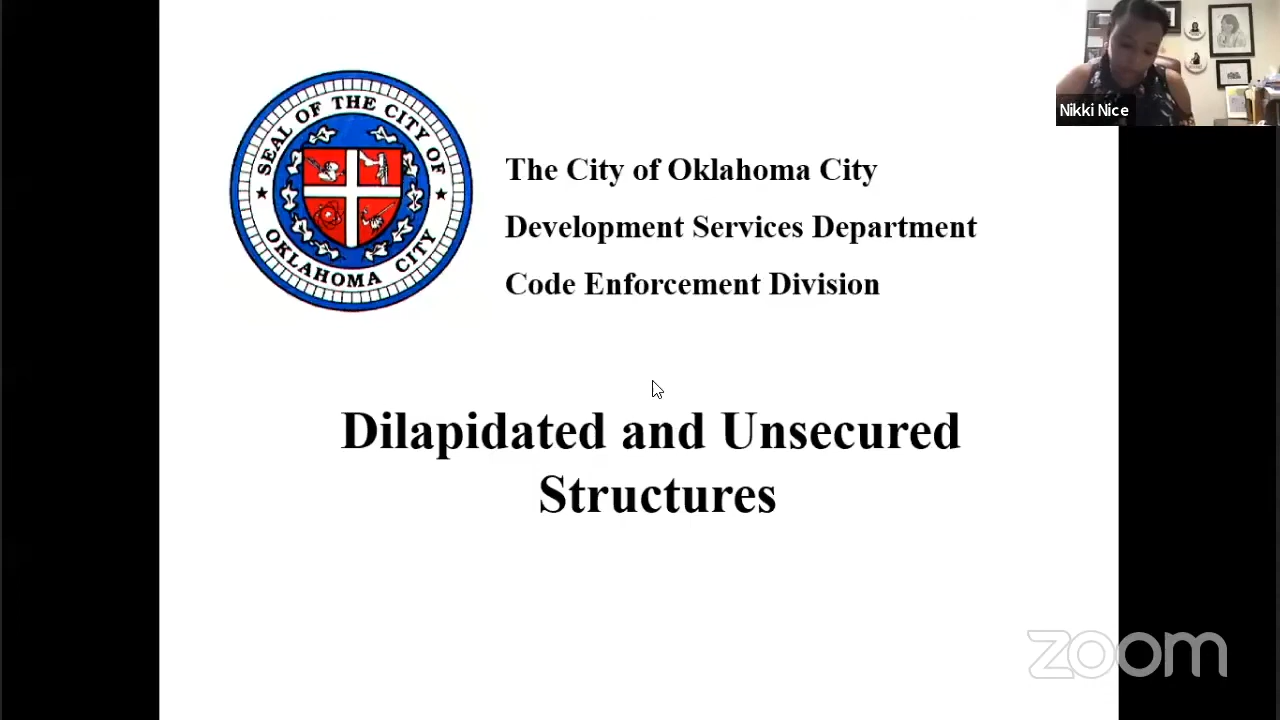 SEAL OF THE CITY OF
OKLAHOMA CITY
The City of Oklahoma City
Development Services Department
Code Enforcement Division
Dilapidated and Unsecured
Structures
Nikki Nice
zoom